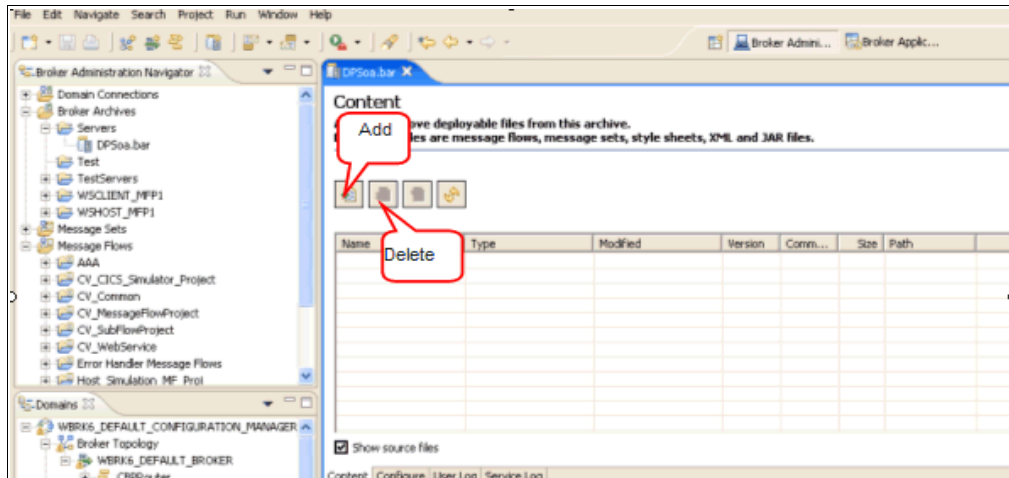 File Edit Navigate Search Project Run Window Help
Broker Admini... Broker Applic...
Broker Administration Navigator
Domain Connections
Broker Archives
Servers
DPSoa.bar
Test
TestServers
WSCLIENT_MFP1
WSHOST_MFP1
Message Sets
Message Flows
AAA
CV_CICS_Simulator_Project
CV_Common
CV_MessageFlowProject
CV_SubFlowProject
CV_WebService
Error Handler Message Flows
Host_Simulation_MF_Proj
Domains
WBRK6_DEFAULT_CONFIGURATION_MANAGER
Broker Topology
WBRK6_DEFAULT_BROKER
CBPRouter
DPSoa.bar
Content
ove deployable files from this archive.
les are message flows, message sets, style sheets, XML and JAR files.
Add
Delete
Name Type Modified Version Comm... Size Path
Show source files
Content Configure User Log Service Log